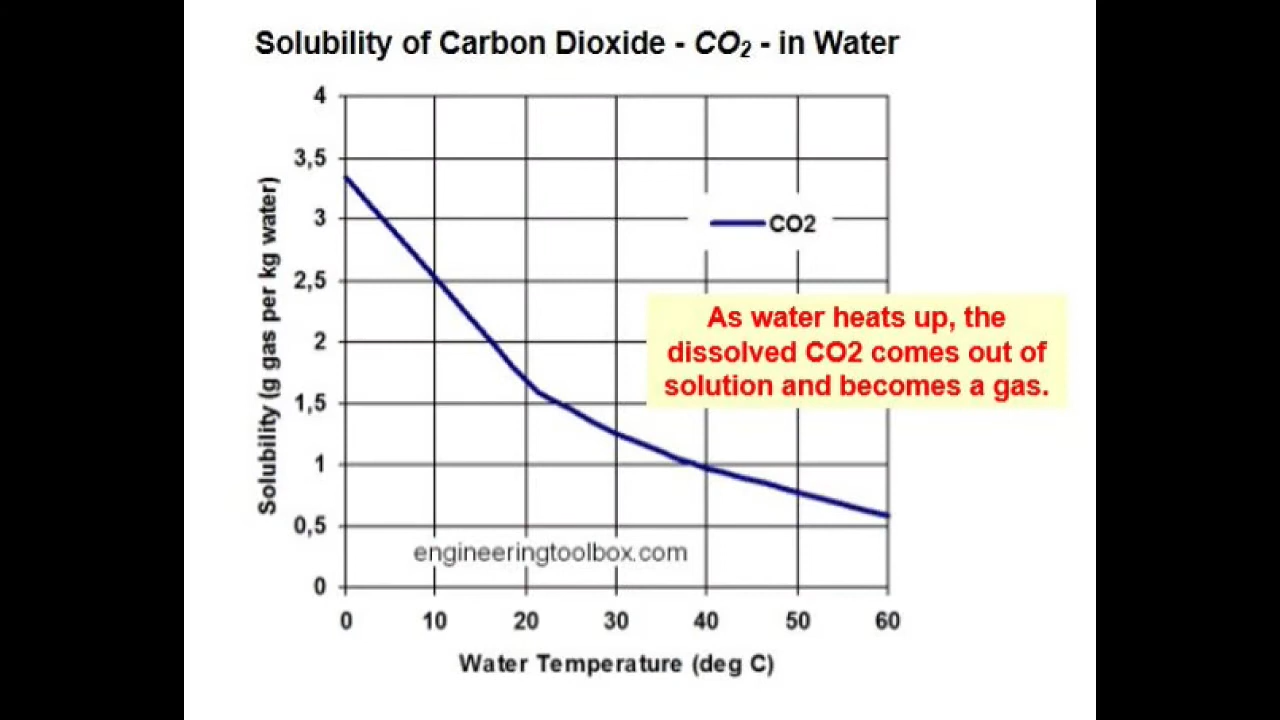 Solubility of Carbon Dioxide - CO₂ - in Water
4
3,5
3
2,5
2
1,5
1
0,5
0
Solubility (g gas per kg water)
CO2
As water heats up, the
dissolved CO2 comes out of
solution and becomes a gas.
engineeringtoolbox.com
0 10 20 30 40 50 60
Water Temperature (deg C)